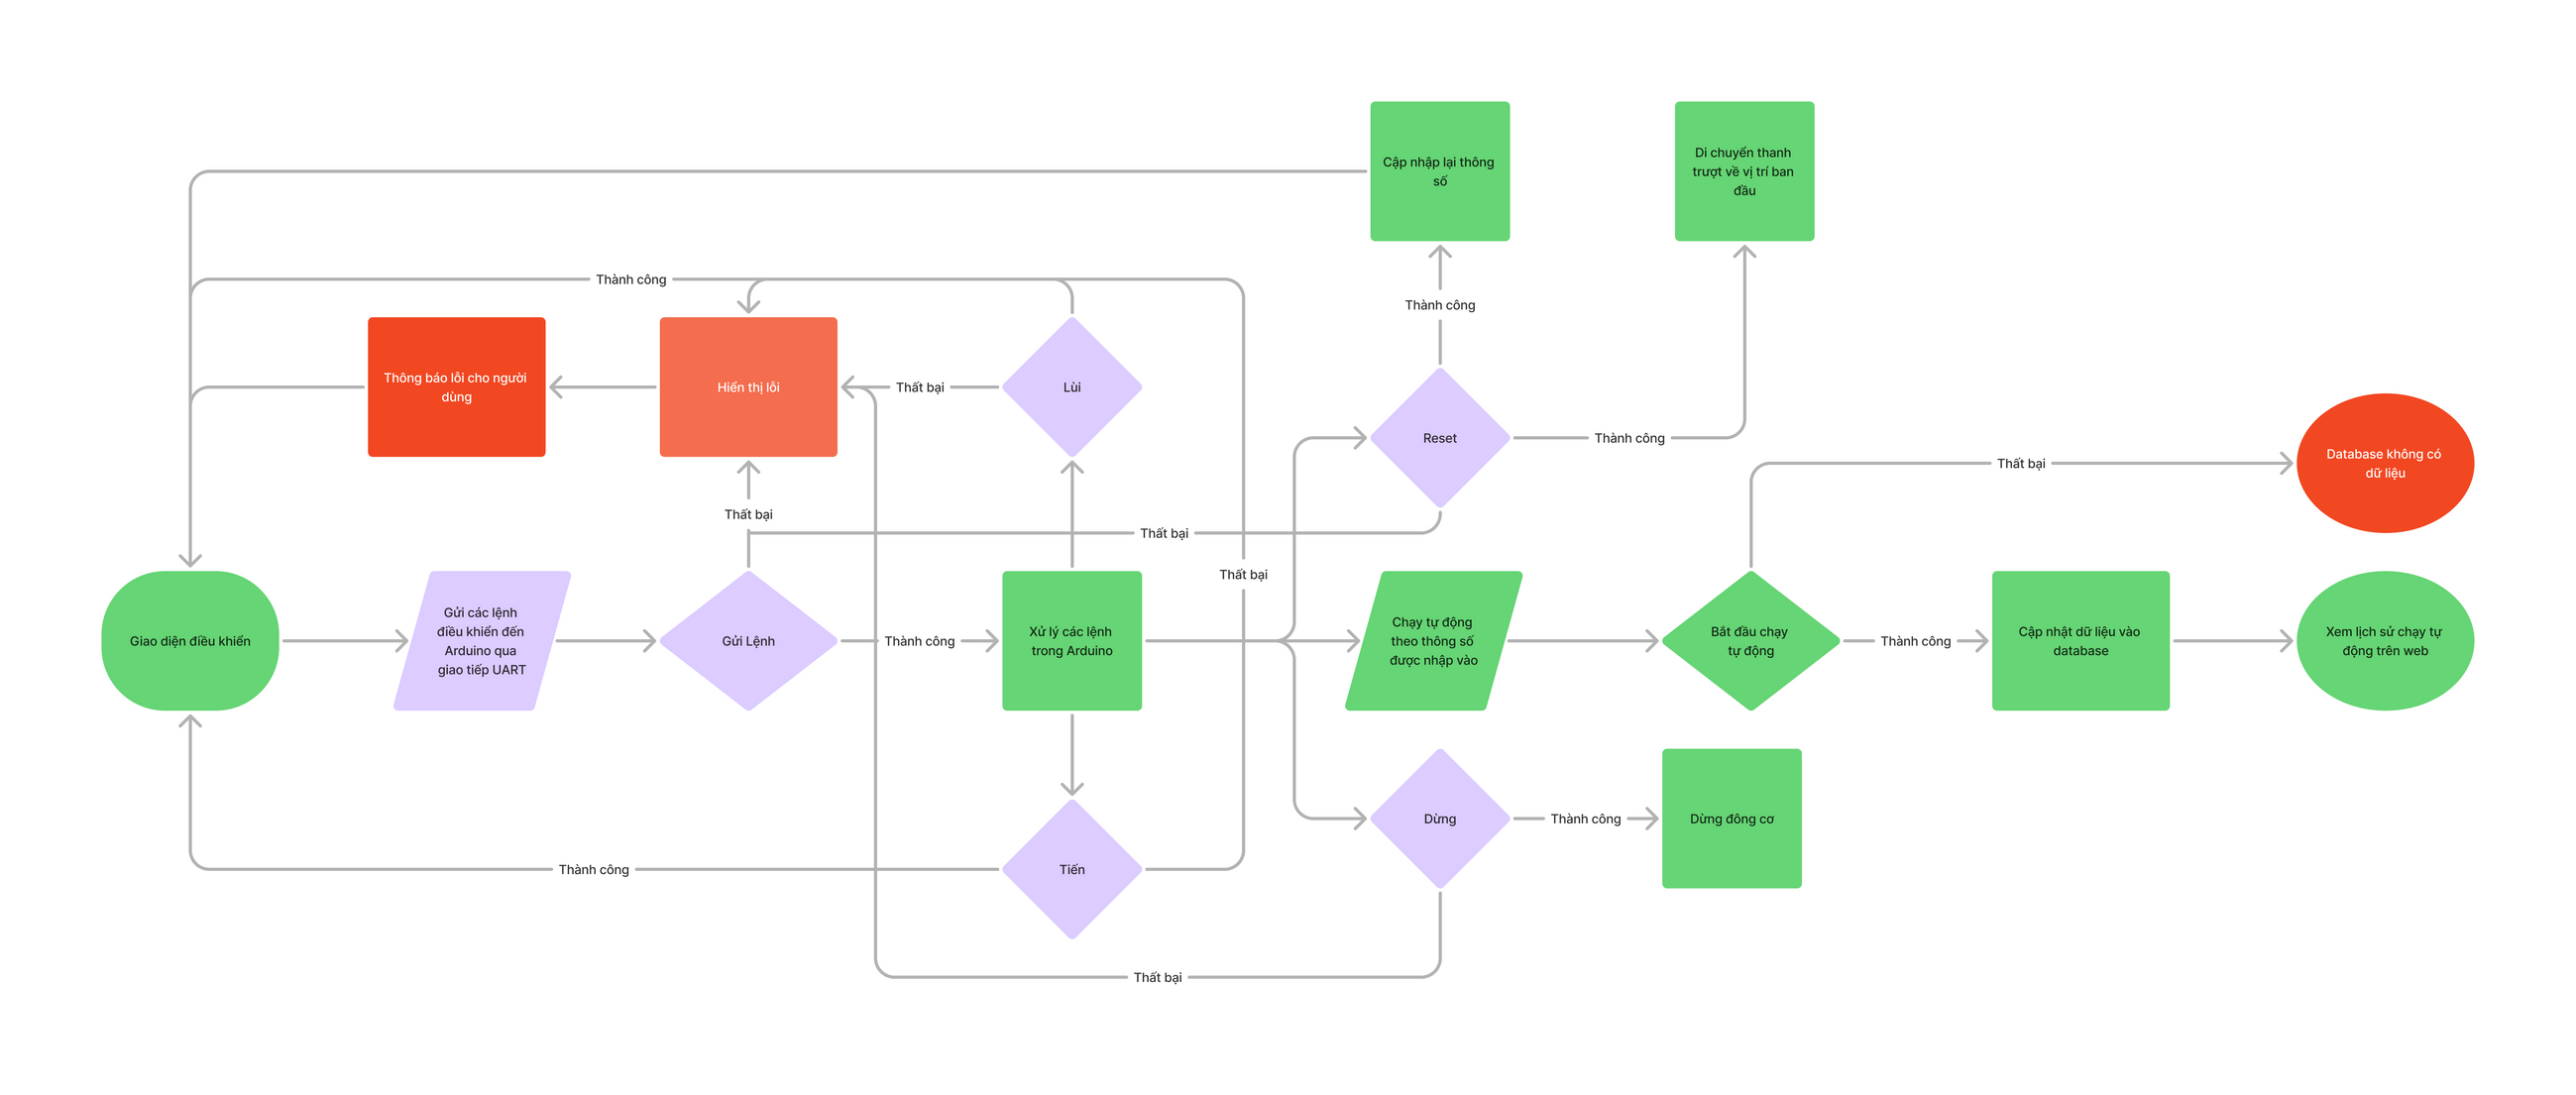 Cập nhập lại thông
số
Di chuyển thanh
trượt về vị trí ban
đầu
Thành công
Thành công
Thông báo lỗi cho người
dùng
Hiển thị lỗi
Thất bại
Lùi
Reset
Thành công
Thất bại
Database không có
dữ liệu
Thất bại
Thất bại
Thất bại
Giao diện điều khiển
Gửi các lệnh
điều khiển đến
Arduino qua
giao tiếp UART
Gửi Lệnh
Thành công
Xử lý các lệnh
trong Arduino
Chạy tự động
theo thông số
được nhập vào
Bắt đầu chạy
tự động
Thành công
Cập nhật dữ liệu vào
database
Xem lịch sử chạy tự
động trên web
Dừng
Thành công
Dừng đông cơ
Thành công
Tiến
Thất bại